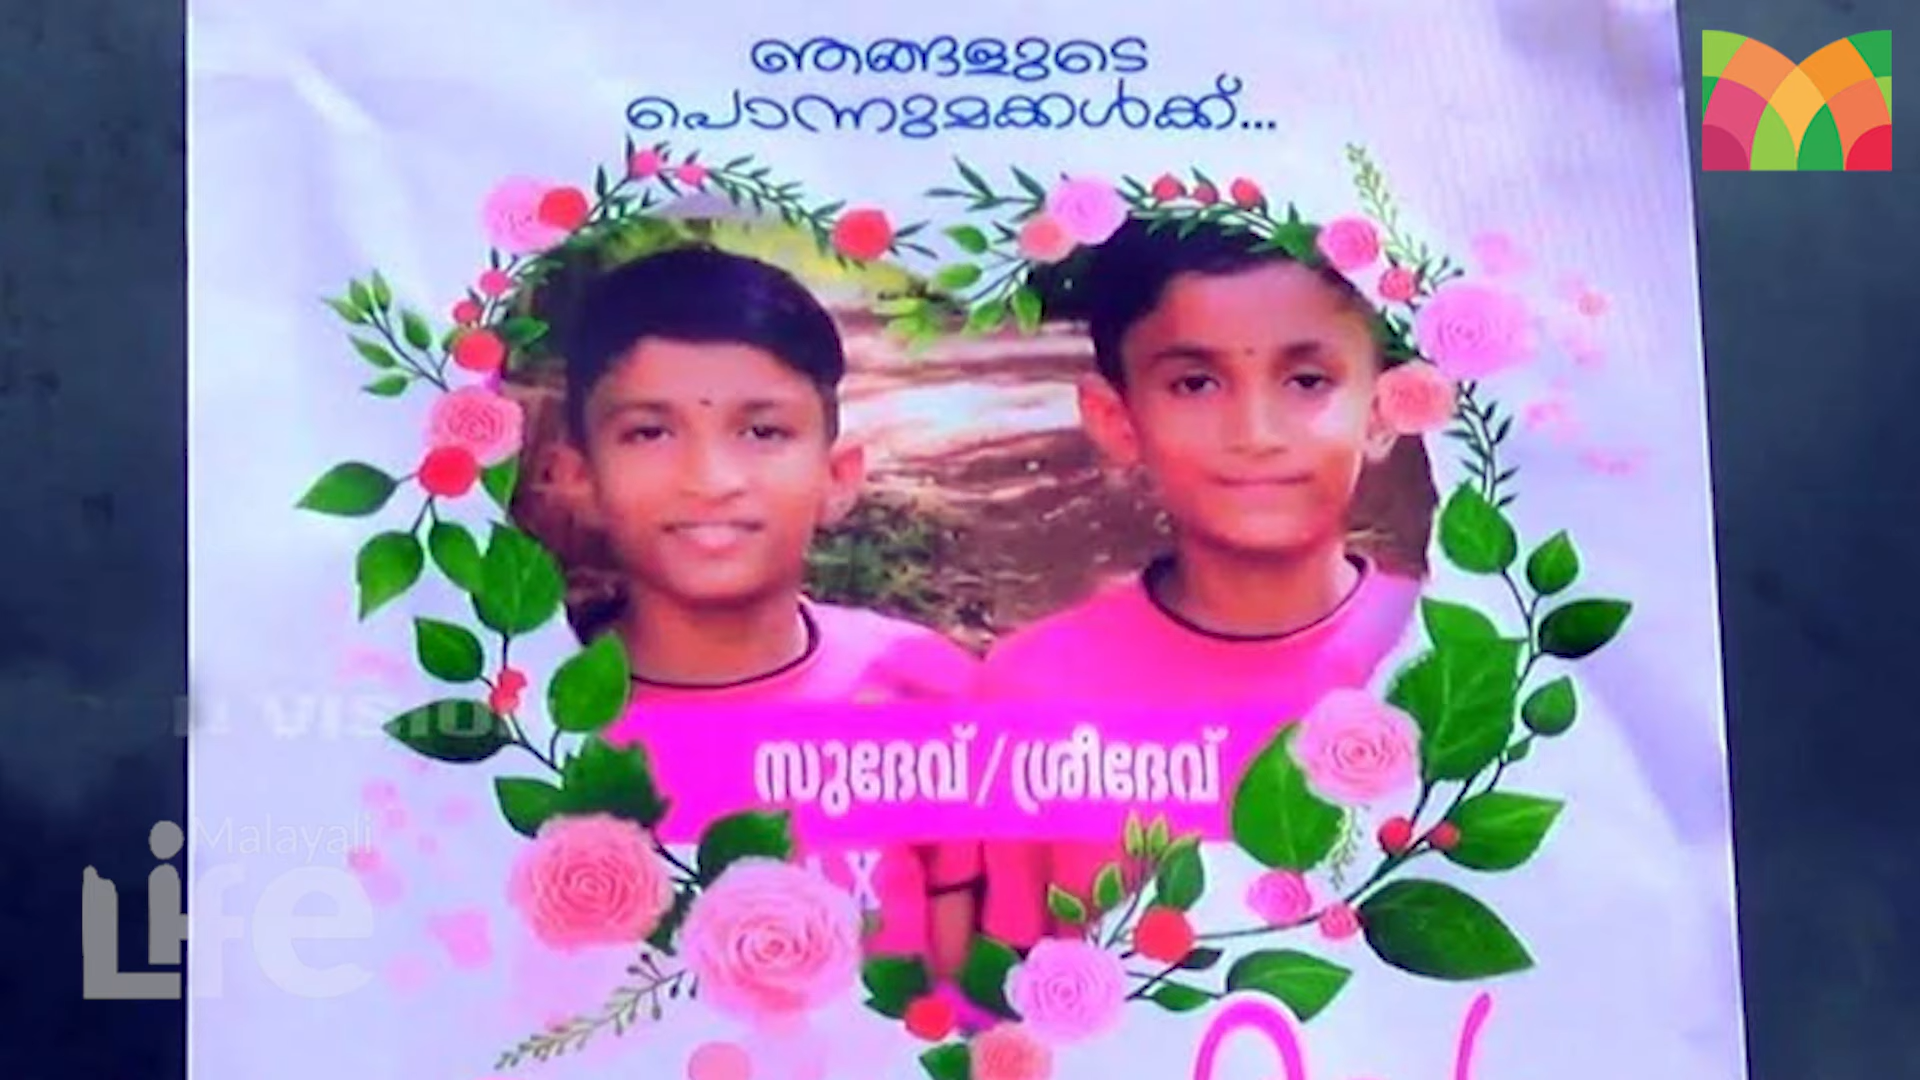 ഞങ്ങളുടെ
പൊന്നുമക്കൾക്ക്...
സുദേവ്/ശ്രീദേവ്
Malayali
Life